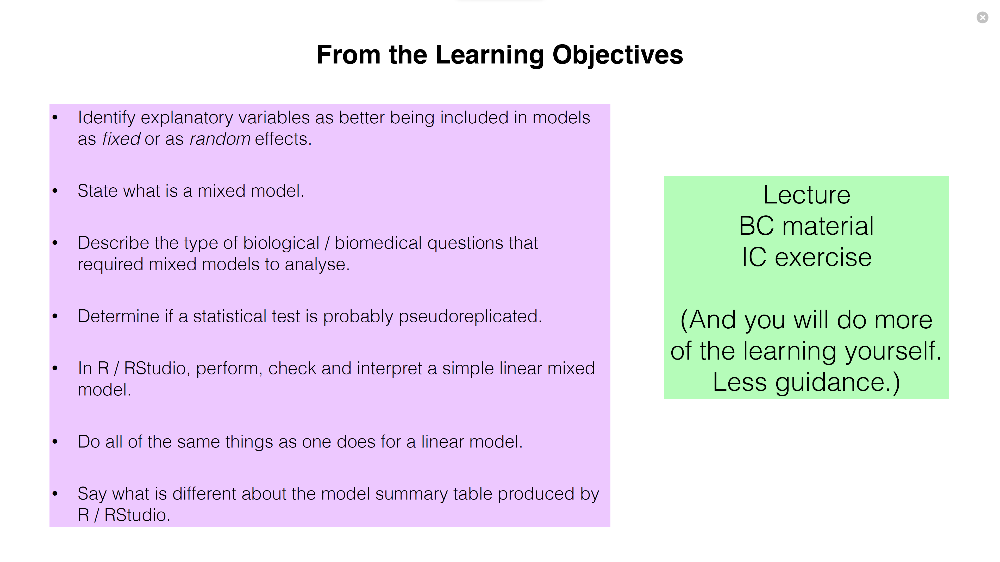 From the Learning Objectives
• Identify explanatory variables as better being included in models
as fixed or as random effects.
• State what is a mixed model.
• Describe the type of biological / biomedical questions that
required mixed models to analyse.
• Determine if a statistical test is probably pseudoreplicated.
• In R / RStudio, perform, check and interpret a simple linear mixed
model.
• Do all of the same things as one does for a linear model.
• Say what is different about the model summary table produced by
R / RStudio.
Lecture
BC material
IC exercise
(And you will do more
of the learning yourself.
Less guidance.)